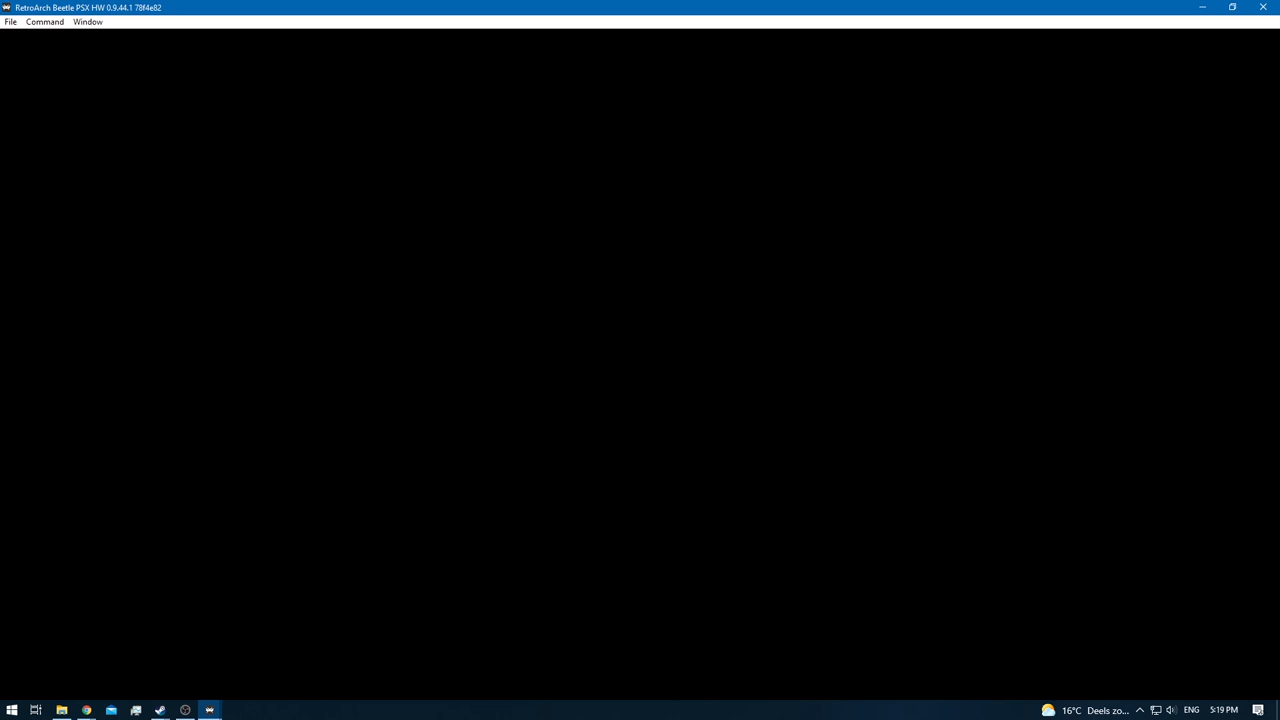 RetroArch Beetle PSX HW 0.9.44.1 78f4e82
File Command Window
16°C Deels zo... ENG 5:19 PM